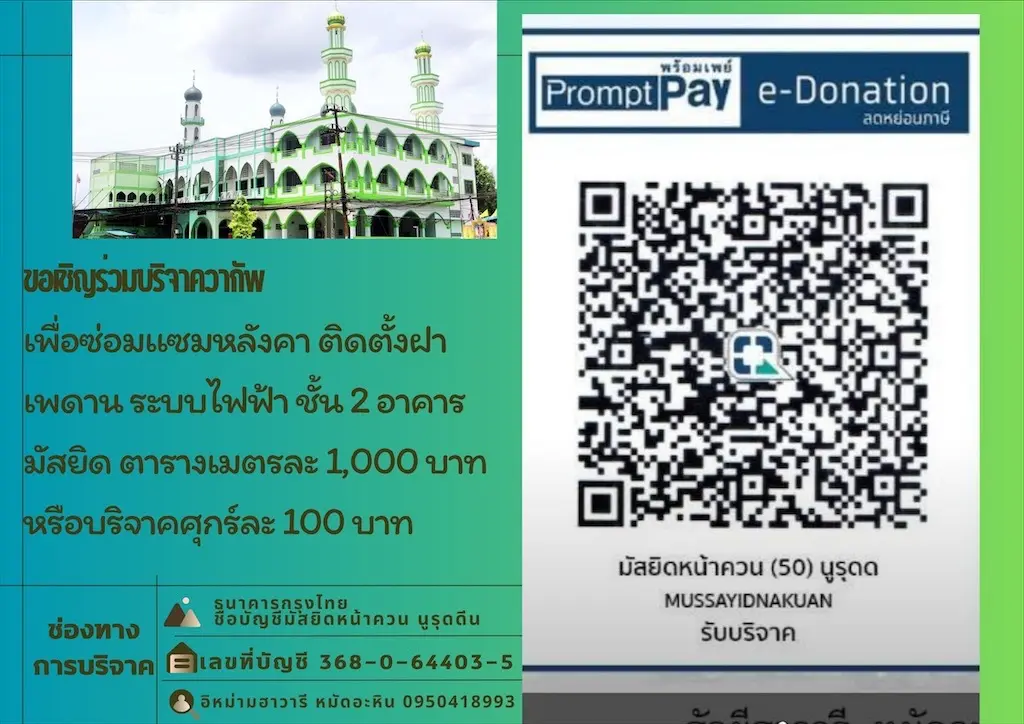 ขอเชิญร่วมบริจาควากัฟ
เพื่อซ่อมแซมหลังคา ติดตั้งฝา
เพดาน ระบบไฟฟ้า ชั้น 2 อาคาร
มัสยิด ตารางเมตรละ 1,000 บาท
หรือบริจาคศุกร์ละ 100 บาท
ช่องทาง
การบริจาค
ธนาคารกรุงไทย
ชื่อบัญชีมัสยิดหน้าควน นูรุดดีน
เลขที่บัญชี 368-0-64403-5
อิหม่ามฮาวารี หมัดอะหิน 0950418993
พร้อมเพย์
PromptPay
e-Donation
ลดหย่อนภาษี
มัสยิดหน้าควน (50) นูรุดด
MUSSAYIDNAKUAN
รับบริจาค